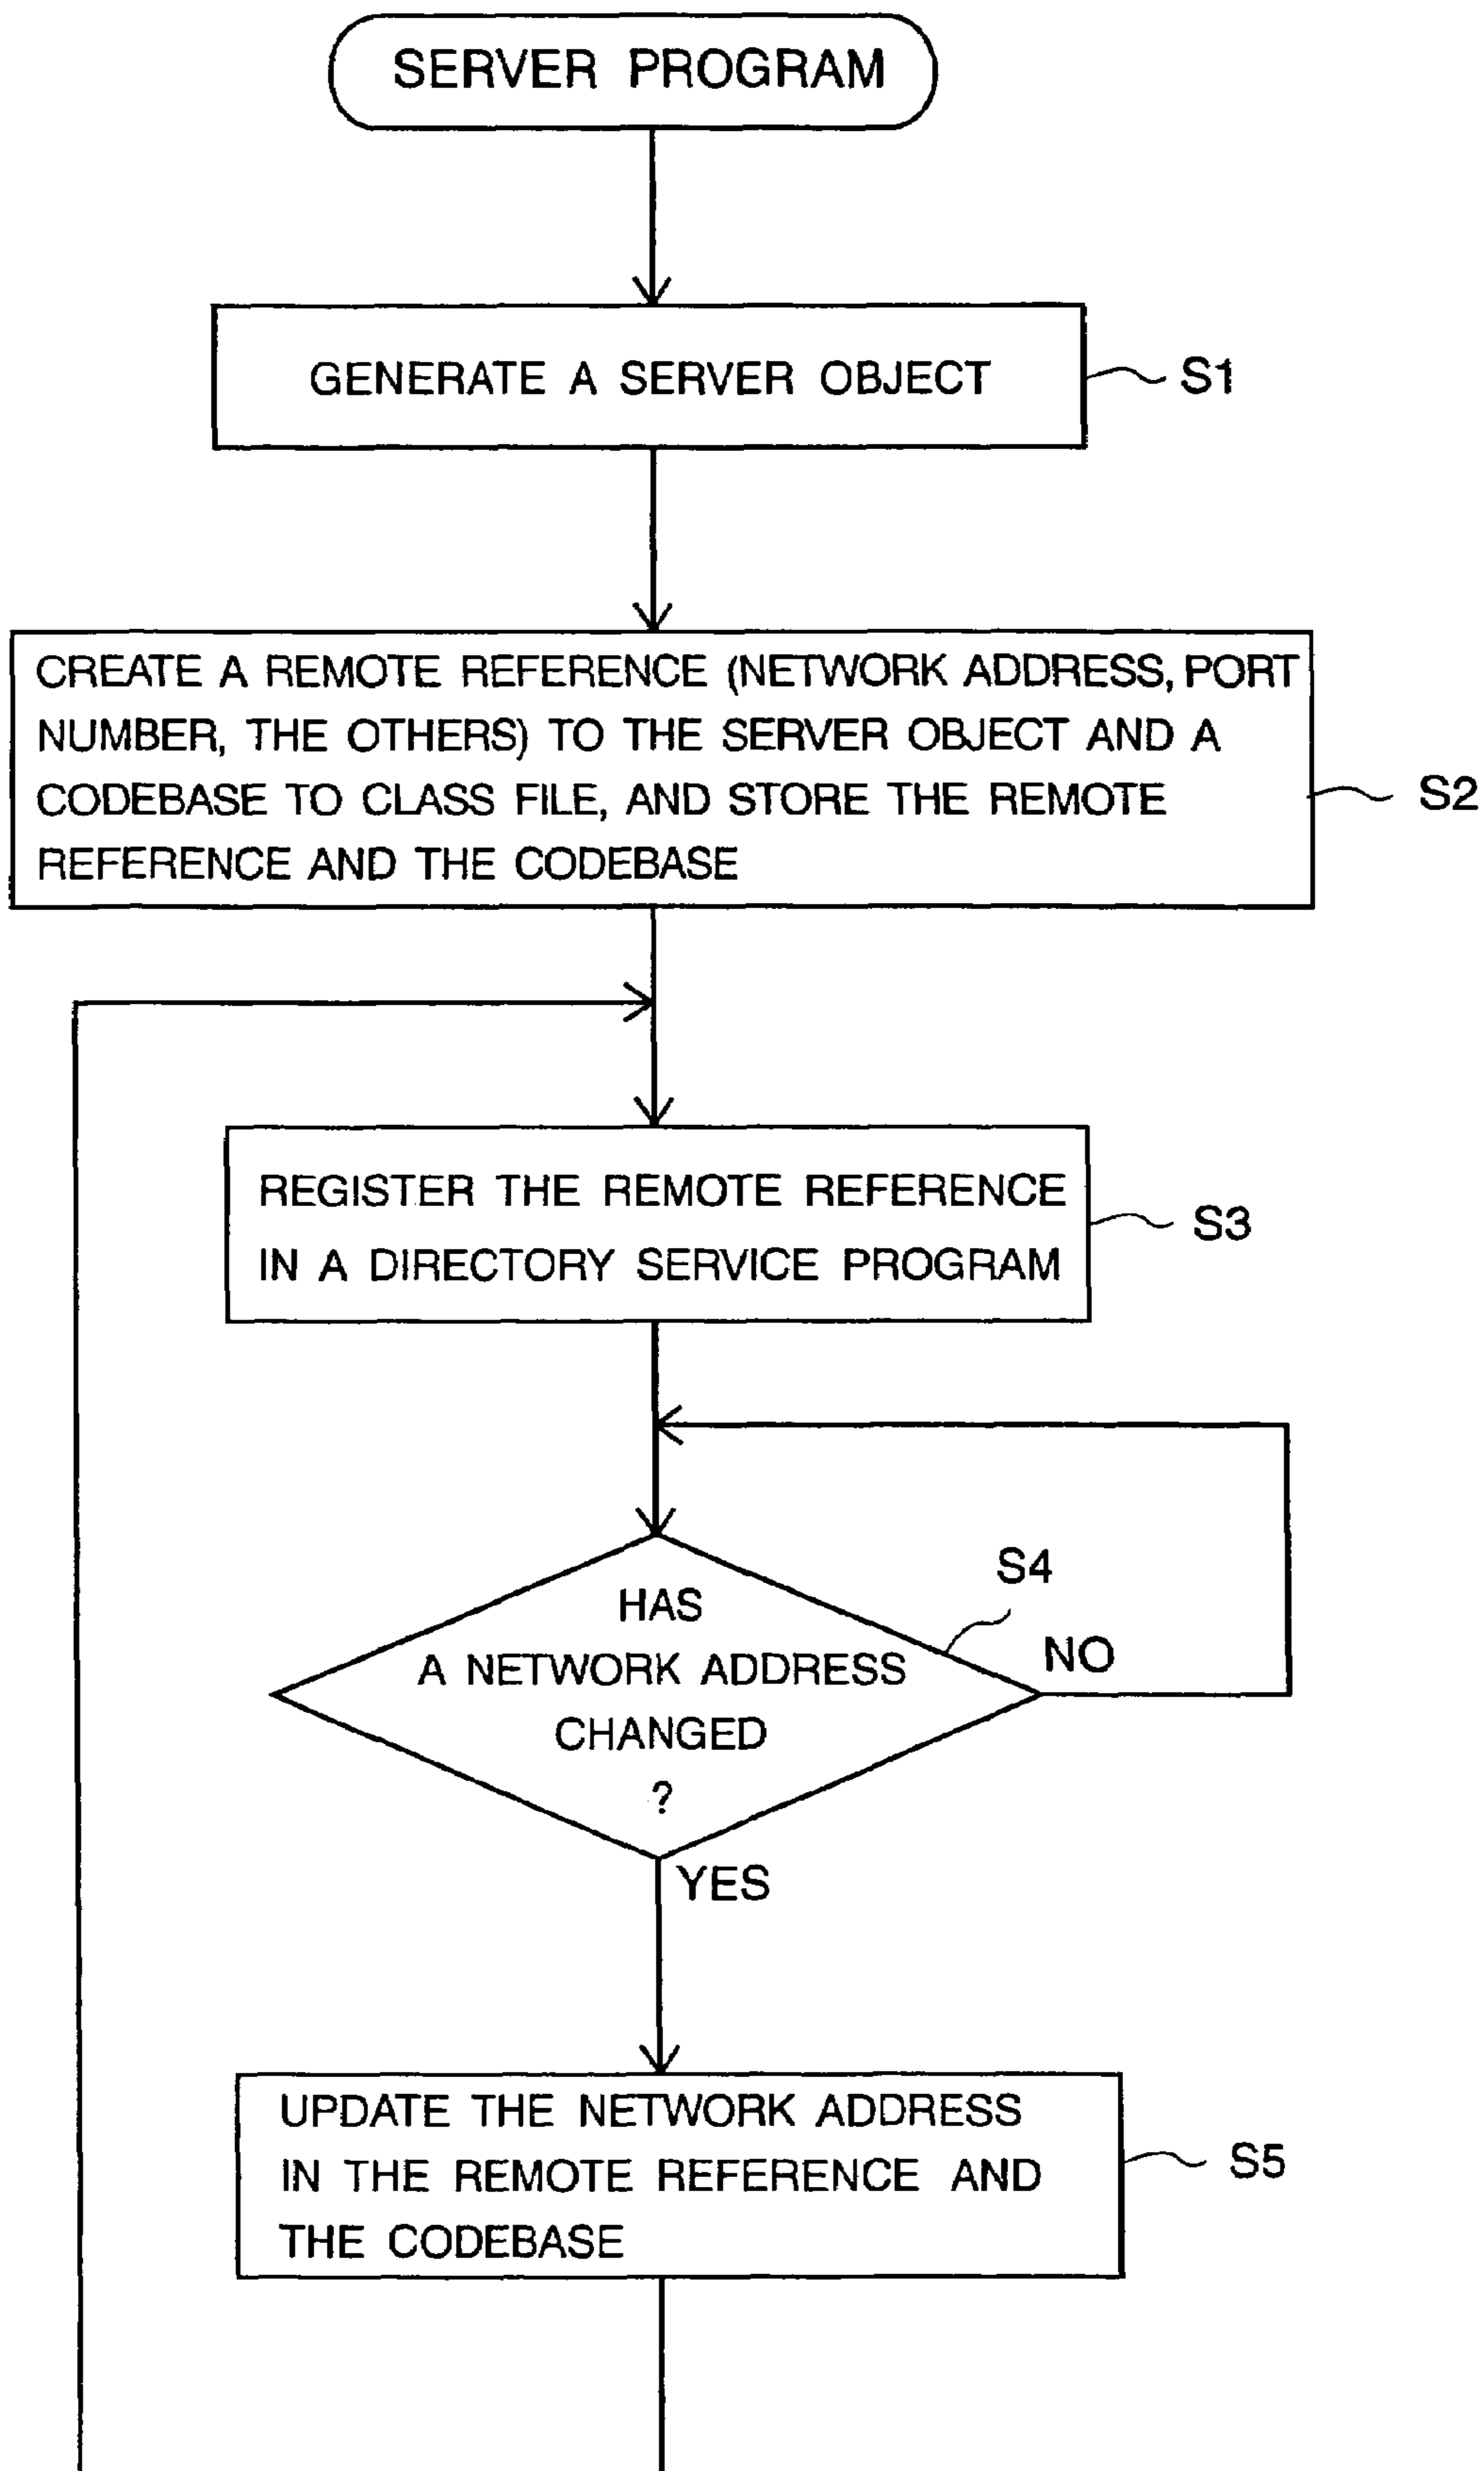 SERVER PROGRAM
GENERATE A SERVER OBJECT
S1
CREATE A REMOTE REFERENCE (NETWORK ADDRESS, PORT
NUMBER, THE OTHERS) TO THE SERVER OBJECT AND A
CODEBASE TO CLASS FILE, AND STORE THE REMOTE
REFERENCE AND THE CODEBASE
S2
REGISTER THE REMOTE REFERENCE
IN A DIRECTORY SERVICE PROGRAM
S3
S4
HAS
A NETWORK ADDRESS
CHANGED
?
NO
YES
UPDATE THE NETWORK ADDRESS
IN THE REMOTE REFERENCE AND
THE CODEBASE
S5